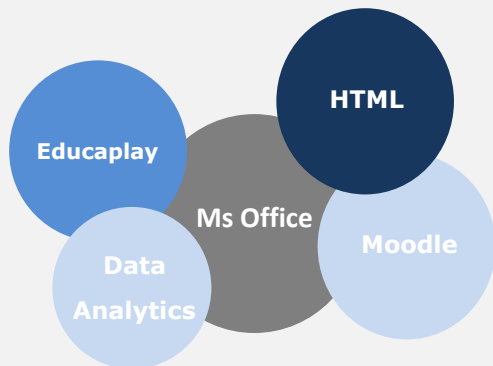 HTML
Educaplay
Ms Office
Moodle
Data
Analytics